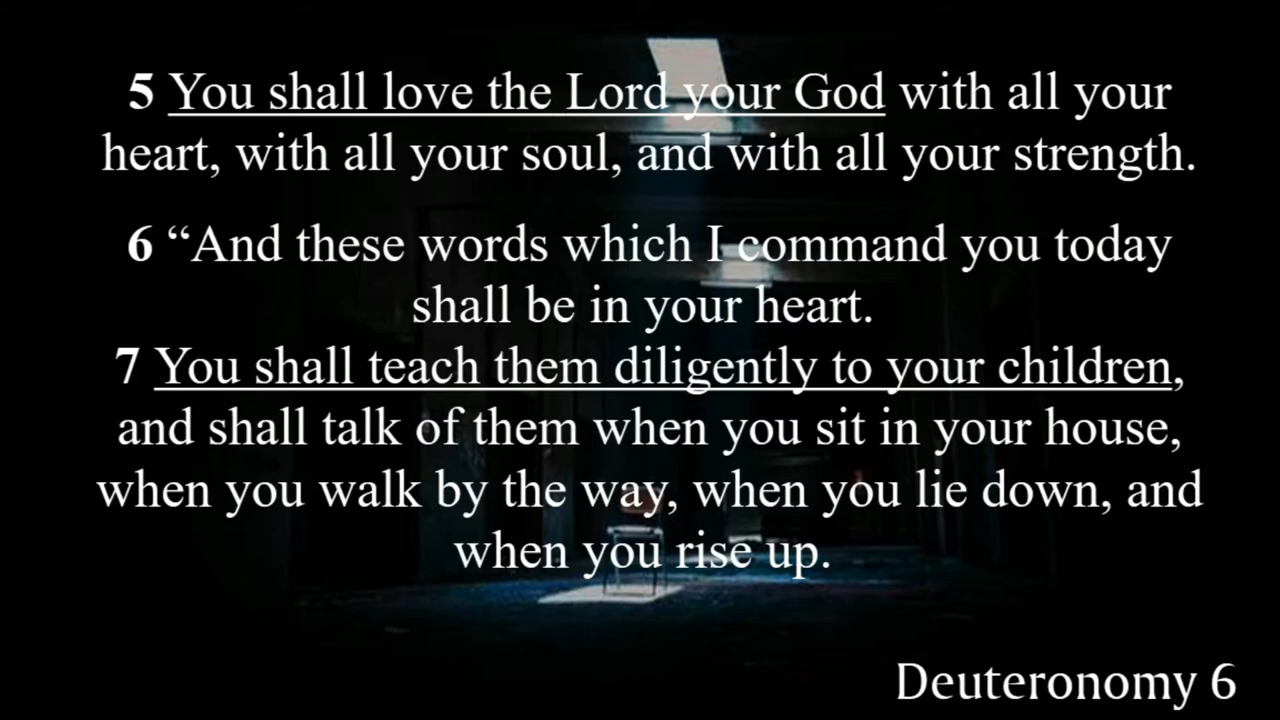 5 You shall love the Lord your God with all your
heart, with all your soul, and with all your strength.
6 “And these words which I command you today
shall be in your heart.
7 You shall teach them diligently to your children,
and shall talk of them when you sit in your house,
when you walk by the way, when you lie down, and
when you rise up.
Deuteronomy 6